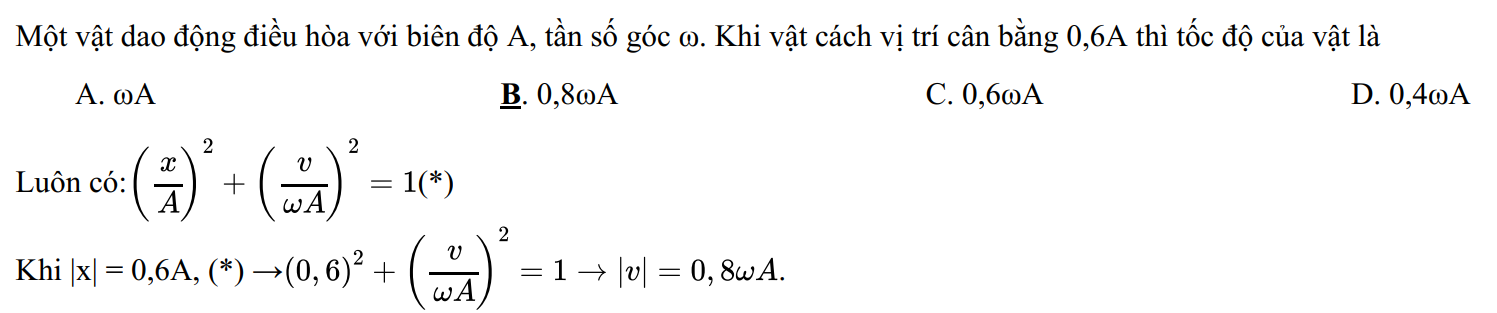 Một vật dao động điều hòa với biên độ A, tần số góc ω. Khi vật cách vị trí cân bằng 0,6A thì tốc độ của vật là
A. ωA B. 0,8ωA C. 0,6ωA D. 0,4ωA
Luôn có: $\left(\frac{x}{A}\right)^2 + \left(\frac{v}{\omega A}\right)^2 = 1(*)$
Khi |x| = 0,6A, (*) → $(0,6)^2 + \left(\frac{v}{\omega A}\right)^2 = 1 \rightarrow |v| = 0,8\omega A.$